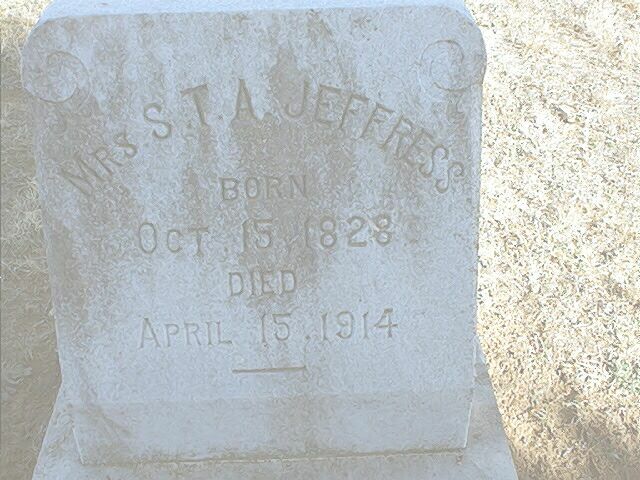 Mrs. S. T. A. JEFFRESS
BORN
OCT. 15, 1828
DIED
APRIL 15, 1914